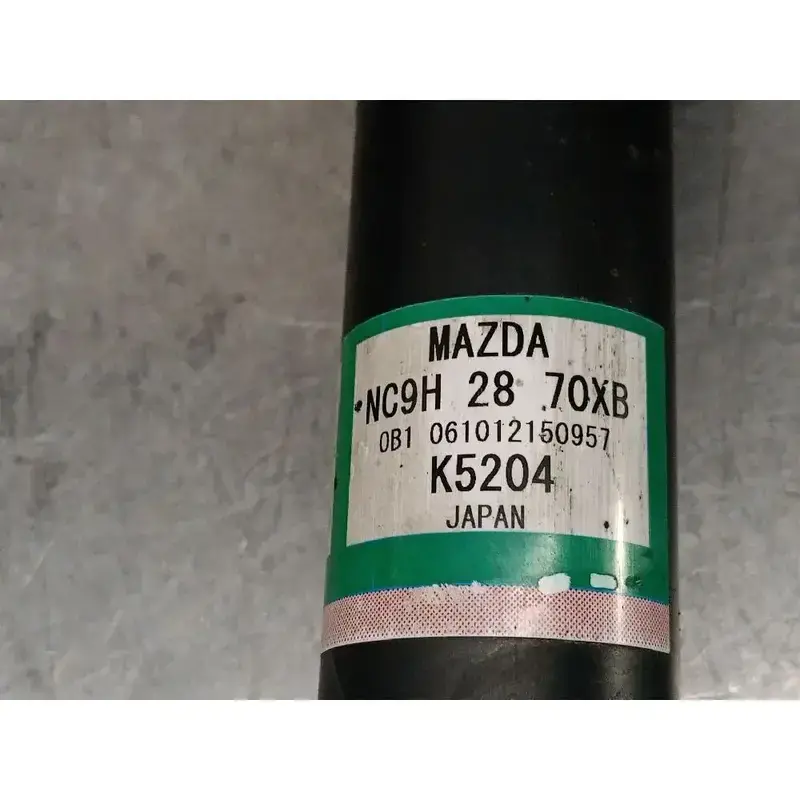 MAZDA
NC9H 28 70XB
0B1 061012150957
K5204
JAPAN